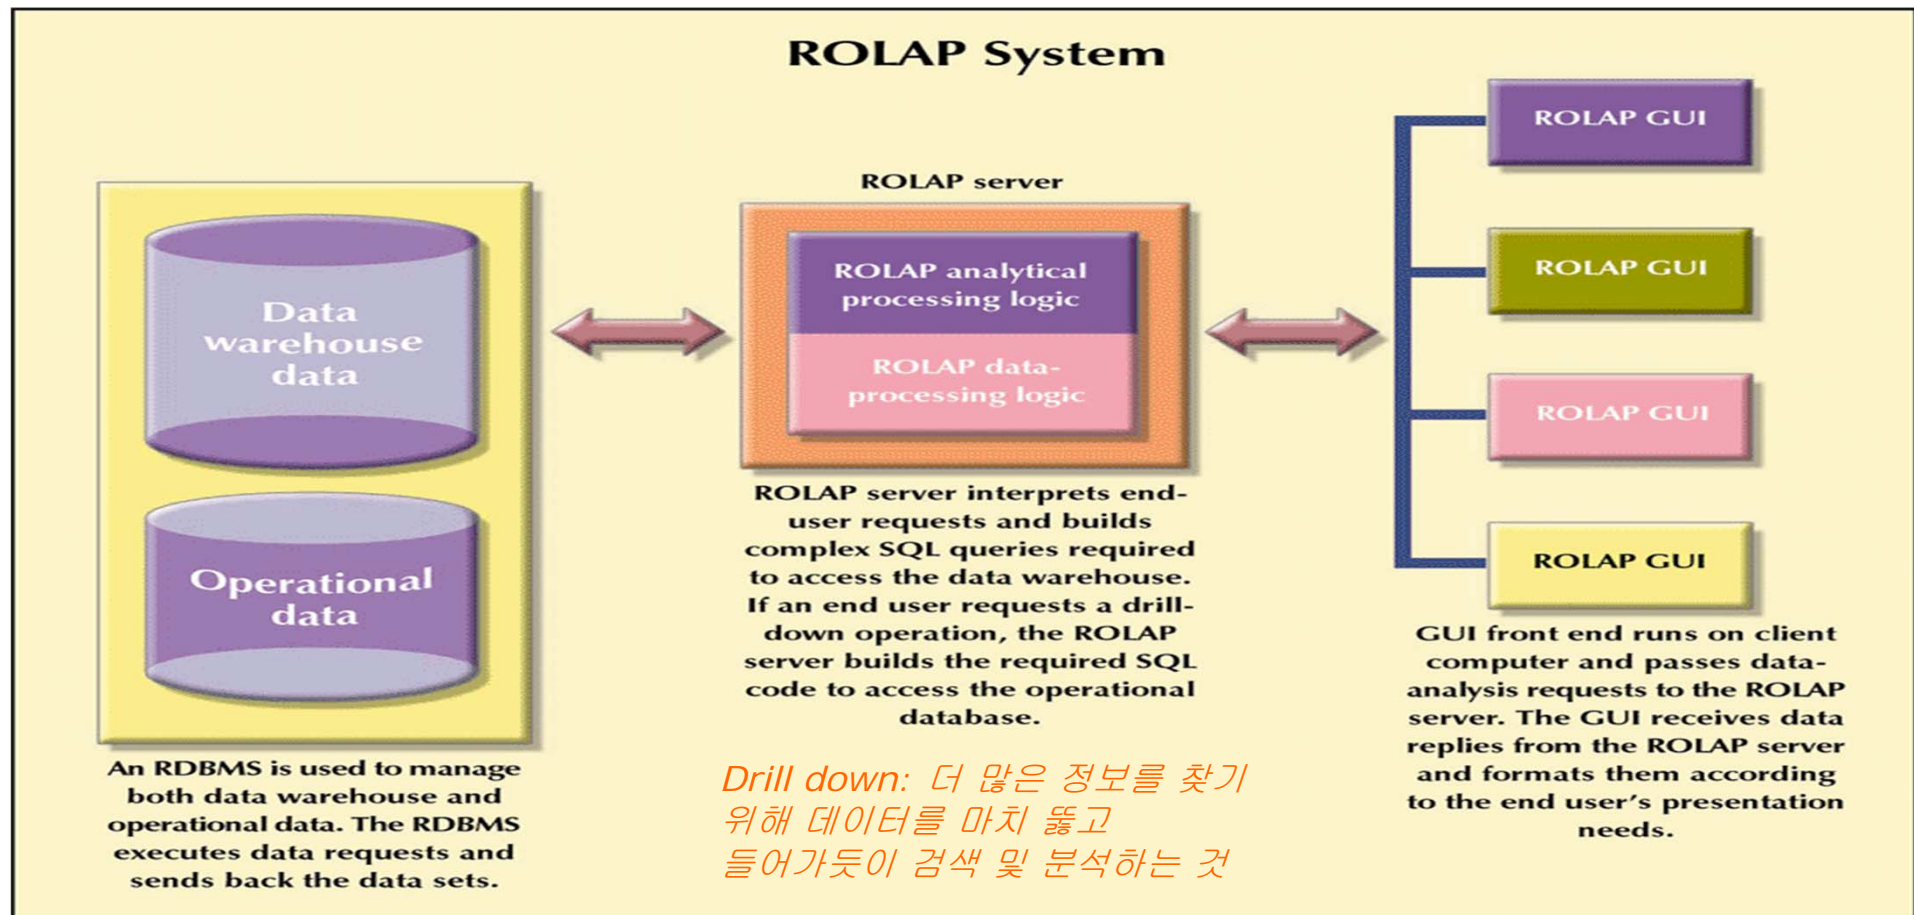 ROLAP System
Data
warehouse
data
Operational
data
An RDBMS is used to manage
both data warehouse and
operational data. The RDBMS
executes data requests and
sends back the data sets.
ROLAP server
ROLAP analytical
processing logic
ROLAP data-
processing logic
ROLAP server interprets end-
user requests and builds
complex SQL queries required
to access the data warehouse.
If an end user requests a drill-
down operation, the ROLAP
server builds the required SQL
code to access the operational
database.
Drill down: 더 많은 정보를 찾기
위해 데이터를 마치 뚫고
들어가듯이 검색 및 분석하는 것
ROLAP GUI
ROLAP GUI
ROLAP GUI
ROLAP GUI
GUI front end runs on client
computer and passes data-
analysis requests to the ROLAP
server. The GUI receives data
replies from the ROLAP server
and formats them according
to the end user's presentation
needs.